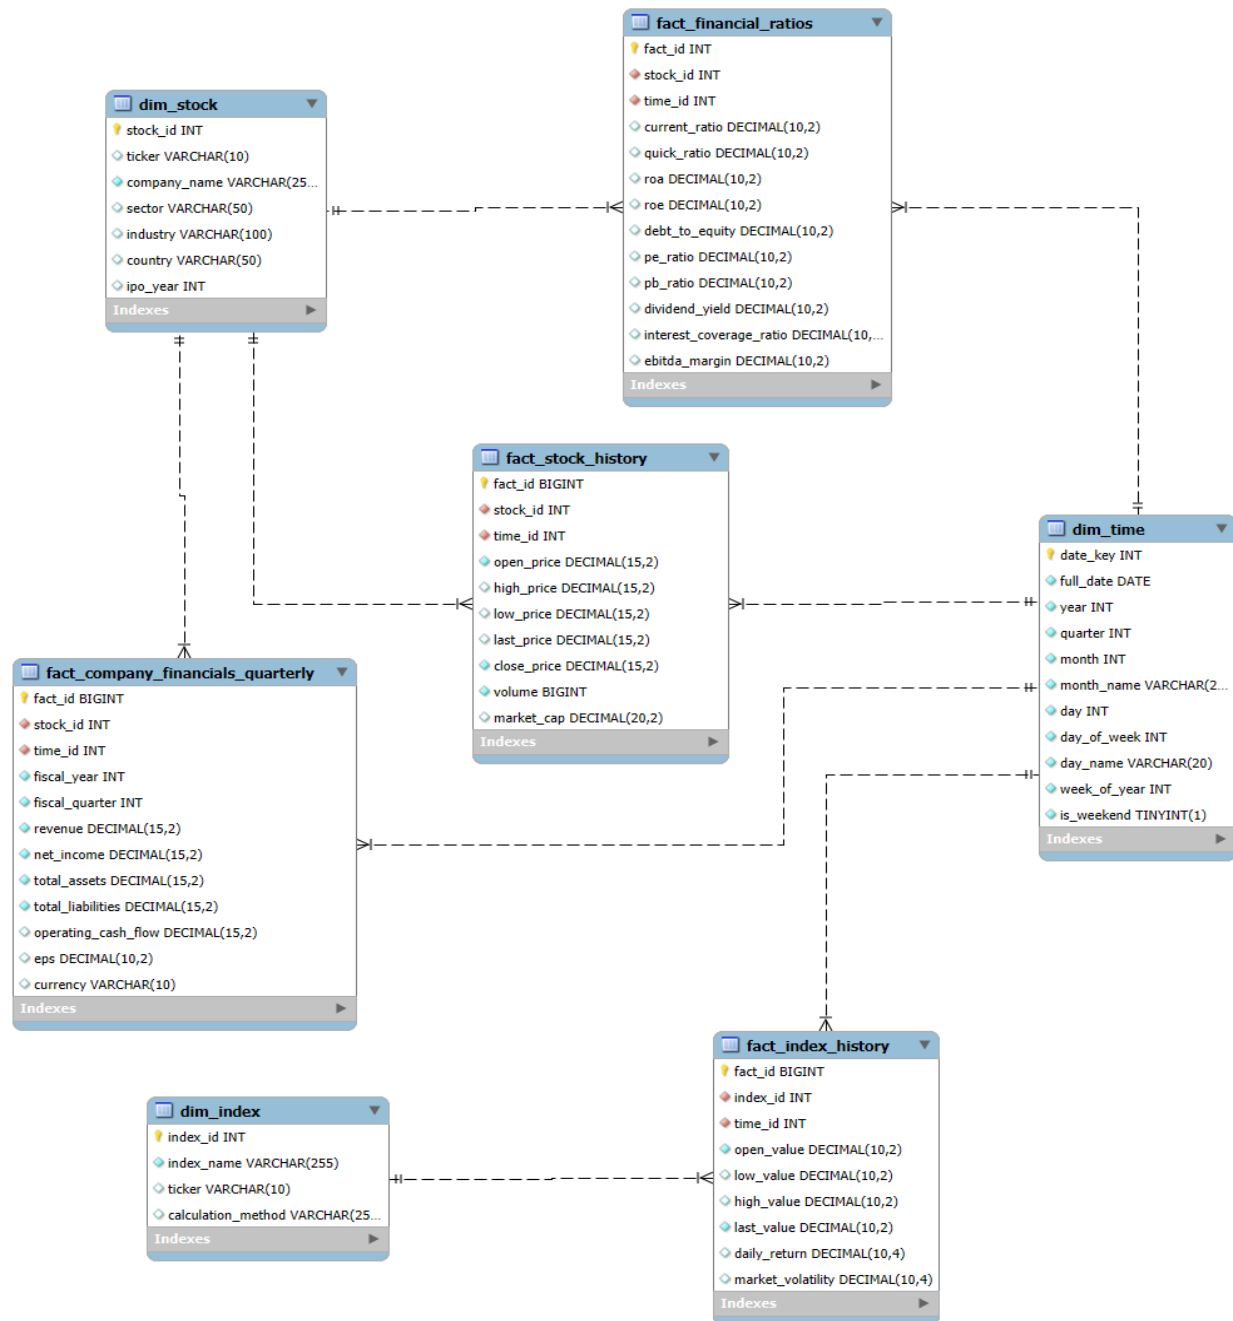 fact_financial_ratios
fact_id INT
stock_id INT
time_id INT
current_ratio DECIMAL(10,2)
quick_ratio DECIMAL(10,2)
roa DECIMAL(10,2)
roe DECIMAL(10,2)
debt_to_equity DECIMAL(10,2)
pe_ratio DECIMAL(10,2)
pb_ratio DECIMAL(10,2)
dividend_yield DECIMAL(10,2)
interest_coverage_ratio DECIMAL(10,...
ebitda_margin DECIMAL(10,2)
Indexes
dim_stock
stock_id INT
ticker VARCHAR(10)
company_name VARCHAR(25...
sector VARCHAR(50)
industry VARCHAR(100)
country VARCHAR(50)
ipo_year INT
Indexes
fact_stock_history
fact_id BIGINT
stock_id INT
time_id INT
open_price DECIMAL(15,2)
high_price DECIMAL(15,2)
low_price DECIMAL(15,2)
last_price DECIMAL(15,2)
close_price DECIMAL(15,2)
volume BIGINT
market_cap DECIMAL(20,2)
Indexes
dim_time
date_key INT
full_date DATE
year INT
quarter INT
month INT
month_name VARCHAR(2...
day INT
day_of_week INT
day_name VARCHAR(20)
week_of_year INT
is_weekend TINYINT(1)
Indexes
fact_company_financials_quarterly
fact_id BIGINT
stock_id INT
time_id INT
fiscal_year INT
fiscal_quarter INT
revenue DECIMAL(15,2)
net_income DECIMAL(15,2)
total_assets DECIMAL(15,2)
total_liabilities DECIMAL(15,2)
operating_cash_flow DECIMAL(15,2)
eps DECIMAL(10,2)
currency VARCHAR(10)
Indexes
fact_index_history
fact_id BIGINT
index_id INT
time_id INT
open_value DECIMAL(10,2)
low_value DECIMAL(10,2)
high_value DECIMAL(10,2)
last_value DECIMAL(10,2)
daily_return DECIMAL(10,4)
market_volatility DECIMAL(10,4)
Indexes
dim_index
index_id INT
index_name VARCHAR(255)
ticker VARCHAR(10)
calculation_method VARCHAR(25...
Indexes